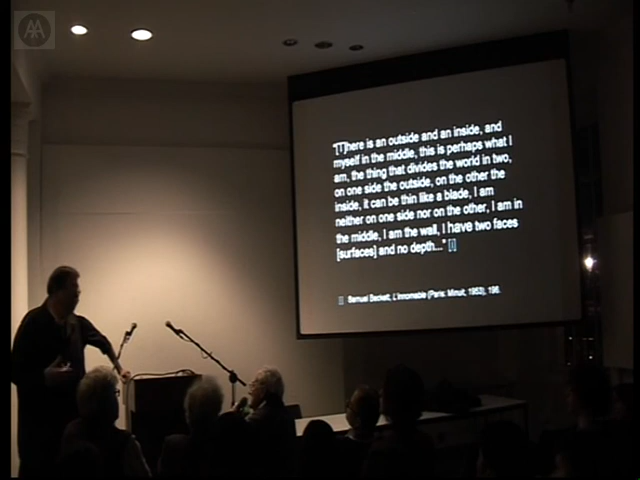 AA
"[T]here is an outside and an inside, and
myself in the middle, this is perhaps what I
am, the thing that divides the world in two,
on one side the outside, on the other the
inside, it can be thin like a blade, I am
neither on one side nor on the other, I am in
the middle, I am the wall, I have two faces
[surfaces] and no depth..." [i]
[i] Samuel Beckett, L'Innomable (Paris: Minuit, 1953), 196.